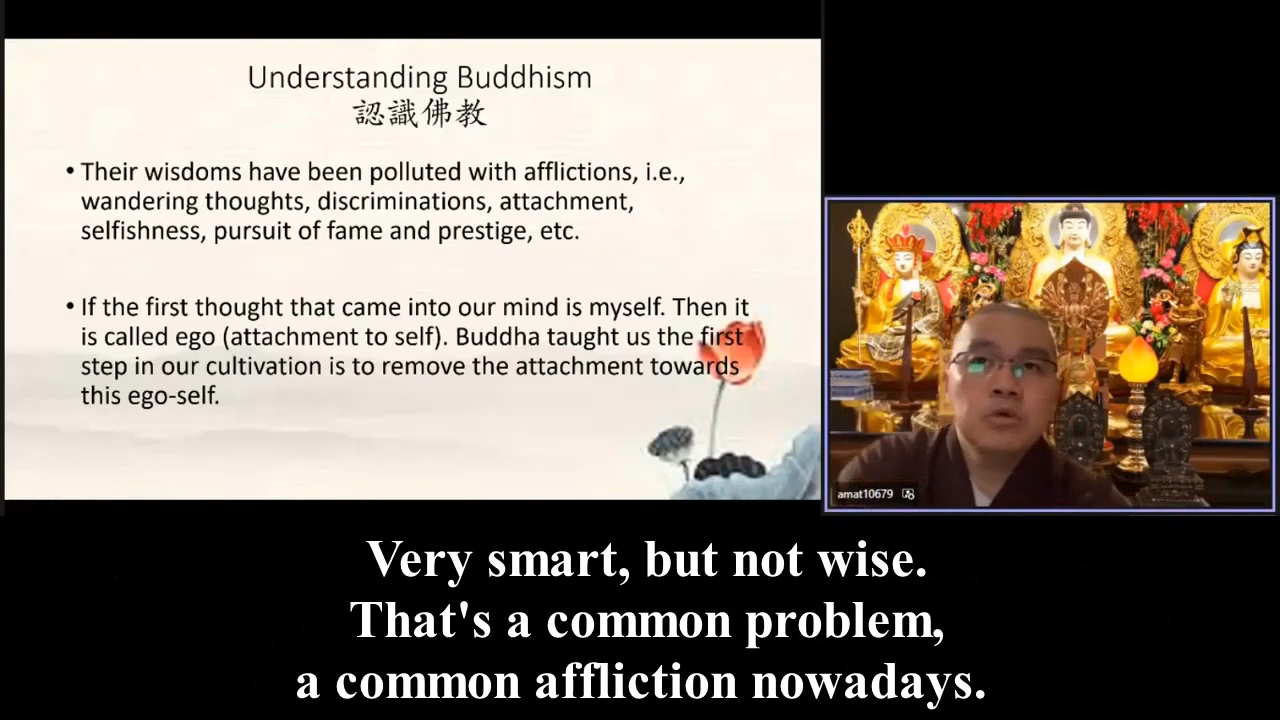 Understanding Buddhism
認識佛教
• Their wisdoms have been polluted with afflictions, i.e.,
wandering thoughts, discriminations, attachment,
selfishness, pursuit of fame and prestige, etc.
• If the first thought that came into our mind is myself. Then it
is called ego (attachment to self). Buddha taught us the first
step in our cultivation is to remove the attachment towards
this ego-self.
amat10679
Very smart, but not wise.
That's a common problem,
a common affliction nowadays.